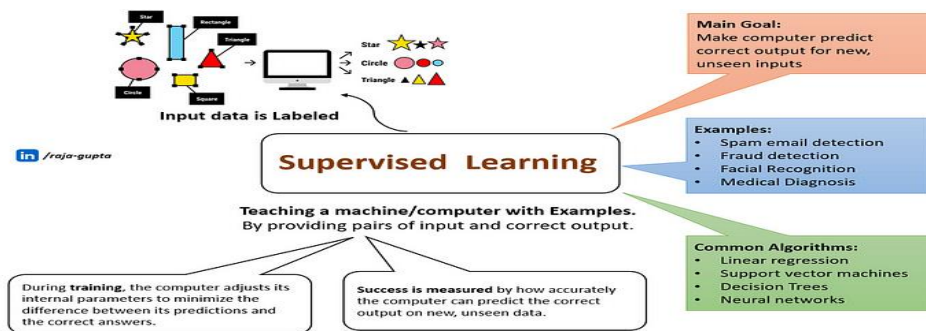 Star
Rectangle
Triangle
Circle
Square
Star
Circle
Triangle
Input data is Labeled
in /raja-gupta
Supervised Learning
Teaching a machine/computer with Examples.
By providing pairs of input and correct output.
During training, the computer adjusts its
internal parameters to minimize the
difference between its predictions and
the correct answers.
Success is measured by how accurately
the computer can predict the correct
output on new, unseen data.
Main Goal:
Make computer predict
correct output for new,
unseen inputs
Examples:
• Spam email detection
• Fraud detection
• Facial Recognition
• Medical Diagnosis
Common Algorithms:
• Linear regression
• Support vector machines
• Decision Trees
• Neural networks